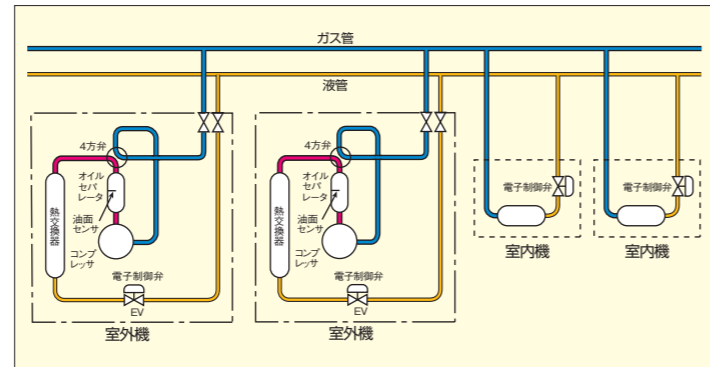 ガス管
液管
4方弁
オイル
セパ
レータ
油面
センサ
熱交換器
コンプ
レッサ
電子制御弁
EV
室外機
4方弁
オイル
セパ
レータ
油面
センサ
熱交換器
コンプ
レッサ
電子制御弁
EV
室外機
電子制御弁
室内機
電子制御弁
室内機